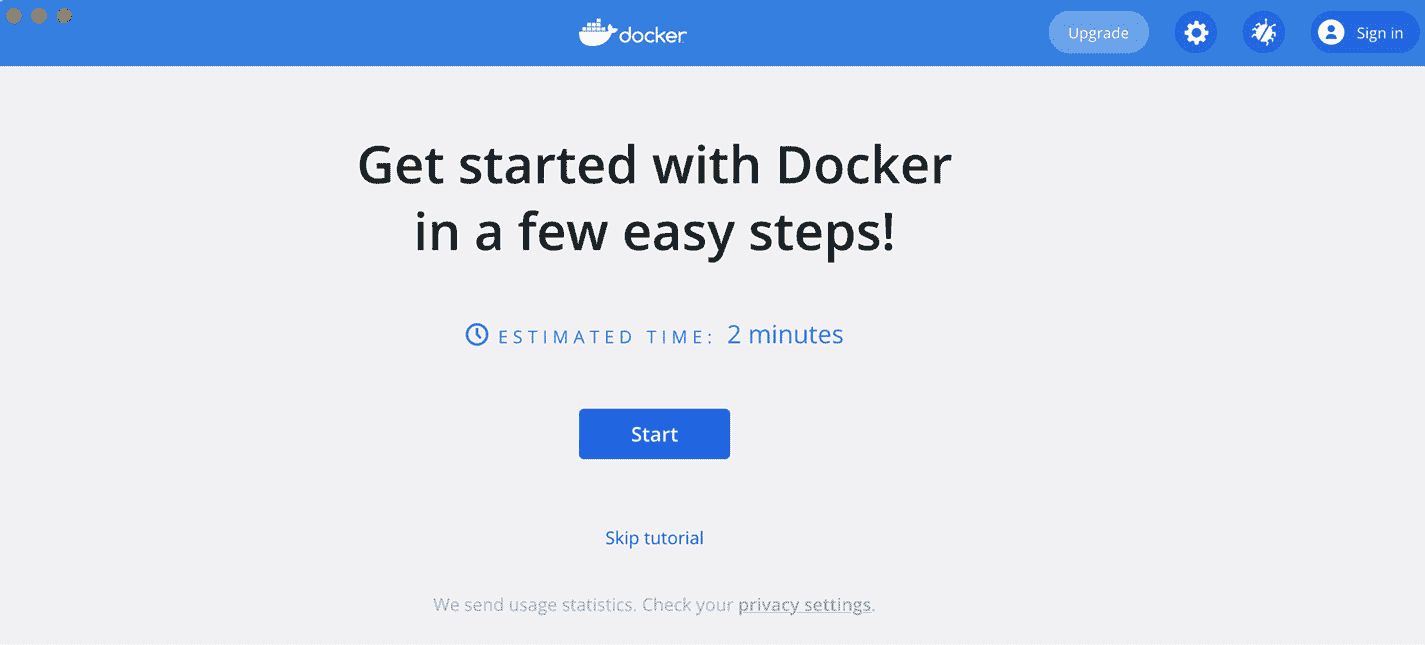 docker
Upgrade
Sign in
Get started with Docker
in a few easy steps!
ESTIMATED TIME: 2 minutes
Start
Skip tutorial
We send usage statistics. Check your privacy settings.